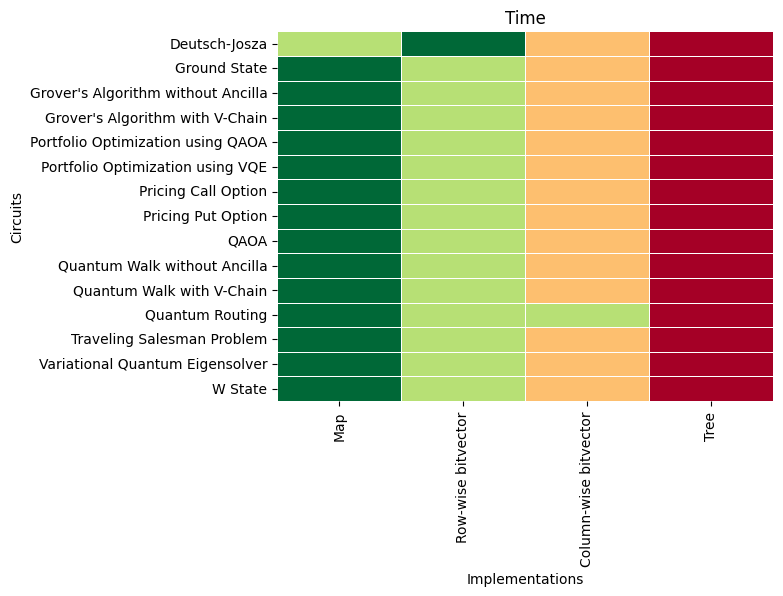 Time
Circuits
Deutsch-Josza
Ground State
Grover's Algorithm without Ancilla
Grover's Algorithm with V-Chain
Portfolio Optimization using QAOA
Portfolio Optimization using VQE
Pricing Call Option
Pricing Put Option
QAOA
Quantum Walk without Ancilla
Quantum Walk with V-Chain
Quantum Routing
Traveling Salesman Problem
Variational Quantum Eigensolver
W State
Map
Row-wise bitvector
Column-wise bitvector
Tree
Implementations